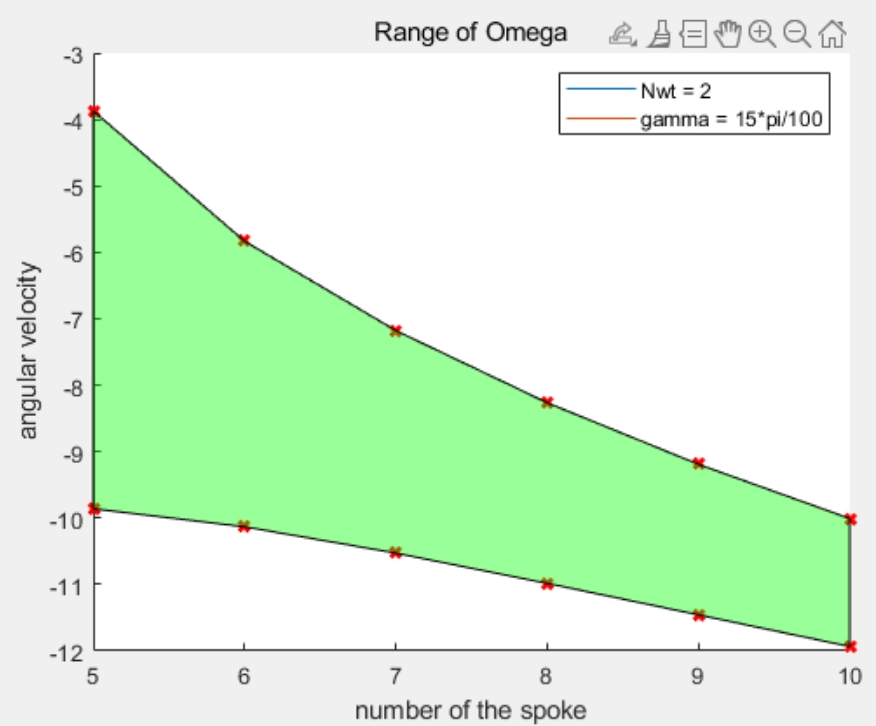 Range of Omega
Nwt = 2
gamma = 15*pi/100
-3
-4
-5
-6
-7
-8
-9
-10
-11
-12
angular velocity
5 6 7 8 9 10
number of the spoke